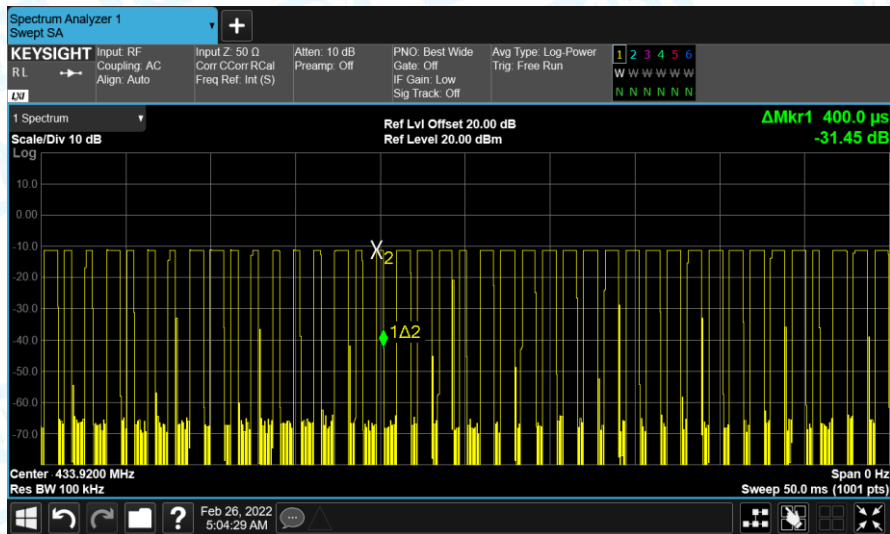 Spectrum Analyzer 1
Swept SA
+
KEYSIGHT
RL
LXI
Input: RF
Coupling: AC
Align: Auto
Input Z: 50 Ω
Corr CCorr RCal
Freq Ref: Int (S)
Atten: 10 dB
Preamp: Off
PNO: Best Wide
Gate: Off
IF Gain: Low
Sig Track: Off
Avg Type: Log-Power
Trig: Free Run
1 2 3 4 5 6
W W W W W W
N N N N N N
1 Spectrum
Scale/Div 10 dB
Ref Lvl Offset 20.00 dB
Ref Level 20.00 dBm
ΔMkr1 400.0 µs
-31.45 dB
Log
10.0
0.00
-10.0
-20.0
-30.0
-40.0
-50.0
-60.0
-70.0
X2
1Δ2
Center 433.9200 MHz
Res BW 100 kHz
Span 0 Hz
Sweep 50.0 ms (1001 pts)
?
Feb 26, 2022
5:04:29 AM